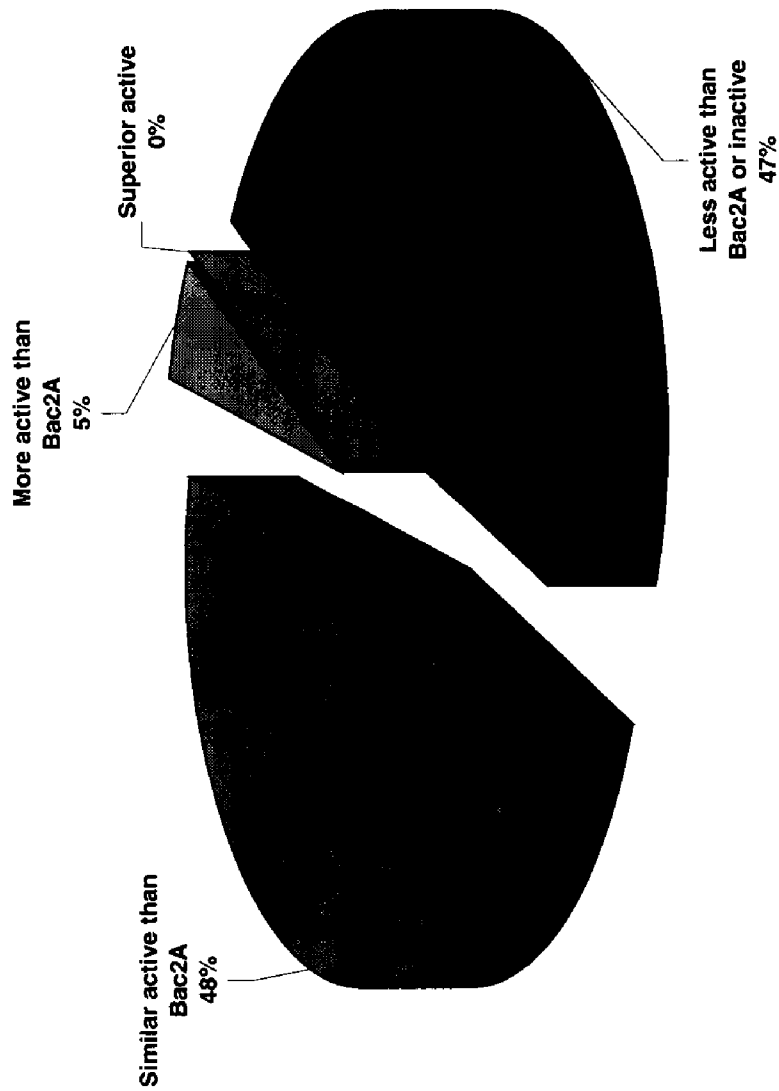 More active than
Bac2A
5%
Superior active
0%
Similar active than
Bac2A
48%
Less active than
Bac2A or inactive
47%